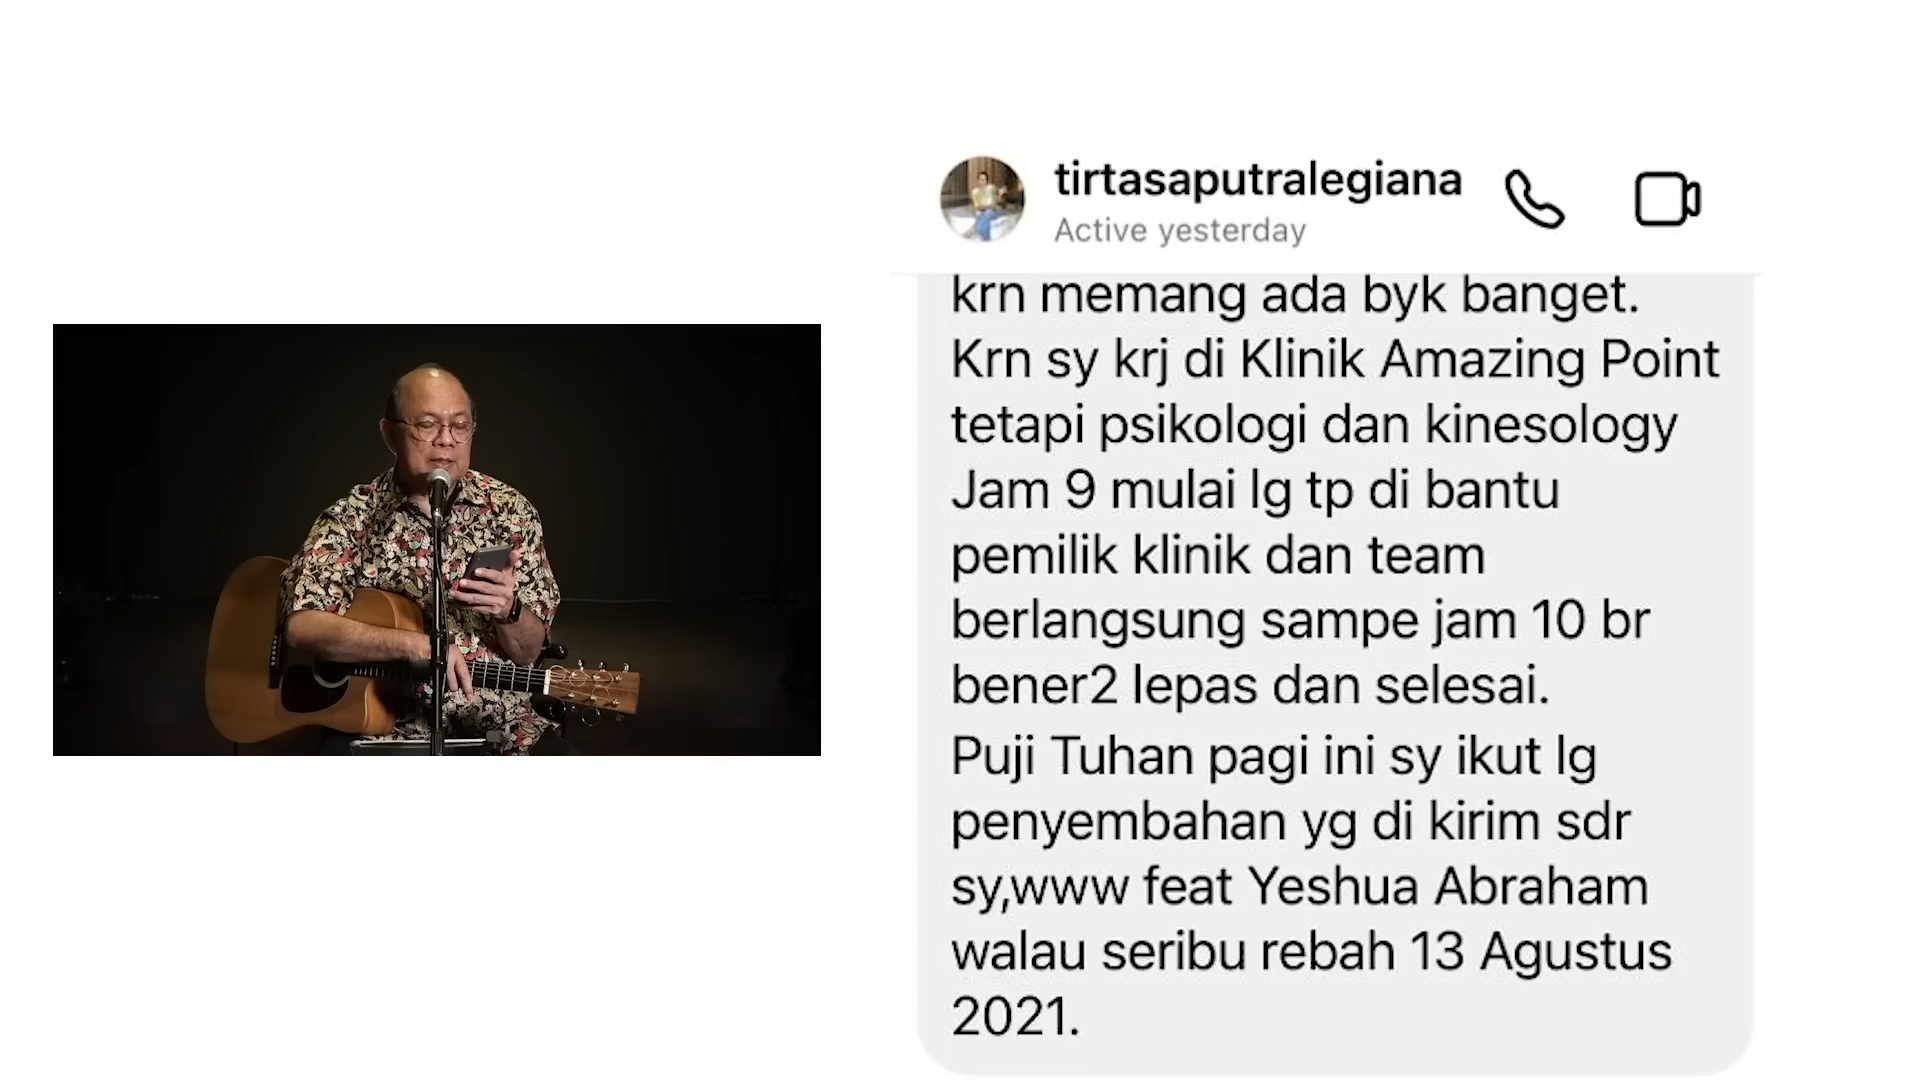 tirtasaputralegiana
Active yesterday
krn memang ada byk banget.
Krn sy krj di Klinik Amazing Point
tetapi psikologi dan kinesology
Jam 9 mulai lg tp di bantu
pemilik klinik dan team
berlangsung sampe jam 10 br
bener2 lepas dan selesai.
Puji Tuhan pagi ini sy ikut lg
penyembahan yg di kirim sdr
sy,www feat Yeshua Abraham
walau seribu rebah 13 Agustus
2021.